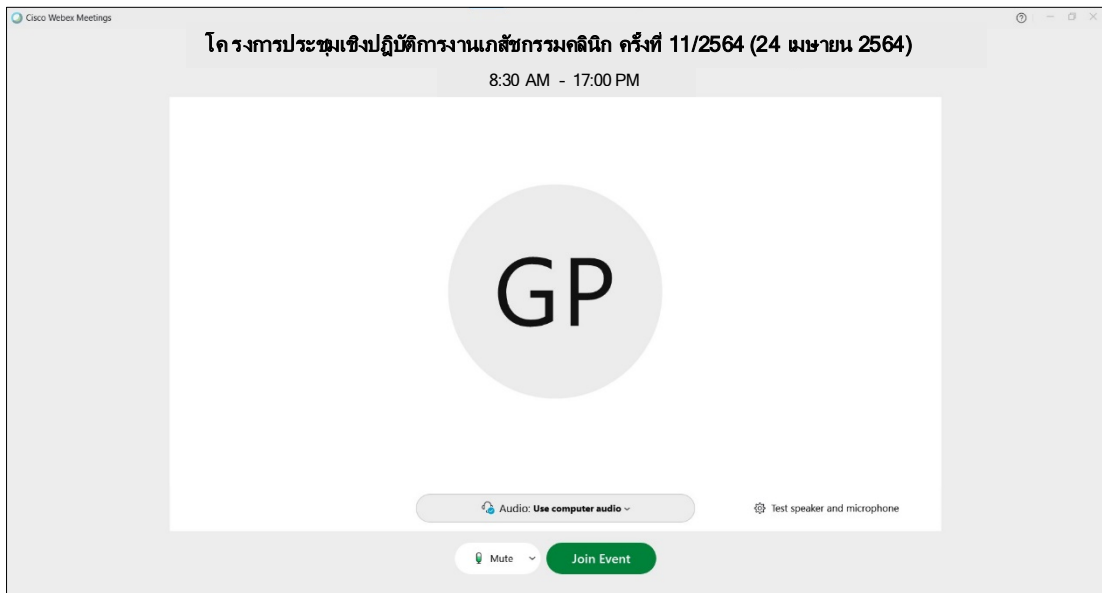 Cisco Webex Meetings
โครงการประชุมเชิงปฏิบัติการงานเภสัชกรรมคลินิก ครั้งที่ 11/2564 (24 เมษายน 2564)
8:30 AM - 17:00 PM
GP
Audio: Use computer audio
Test speaker and microphone
Mute
Join Event